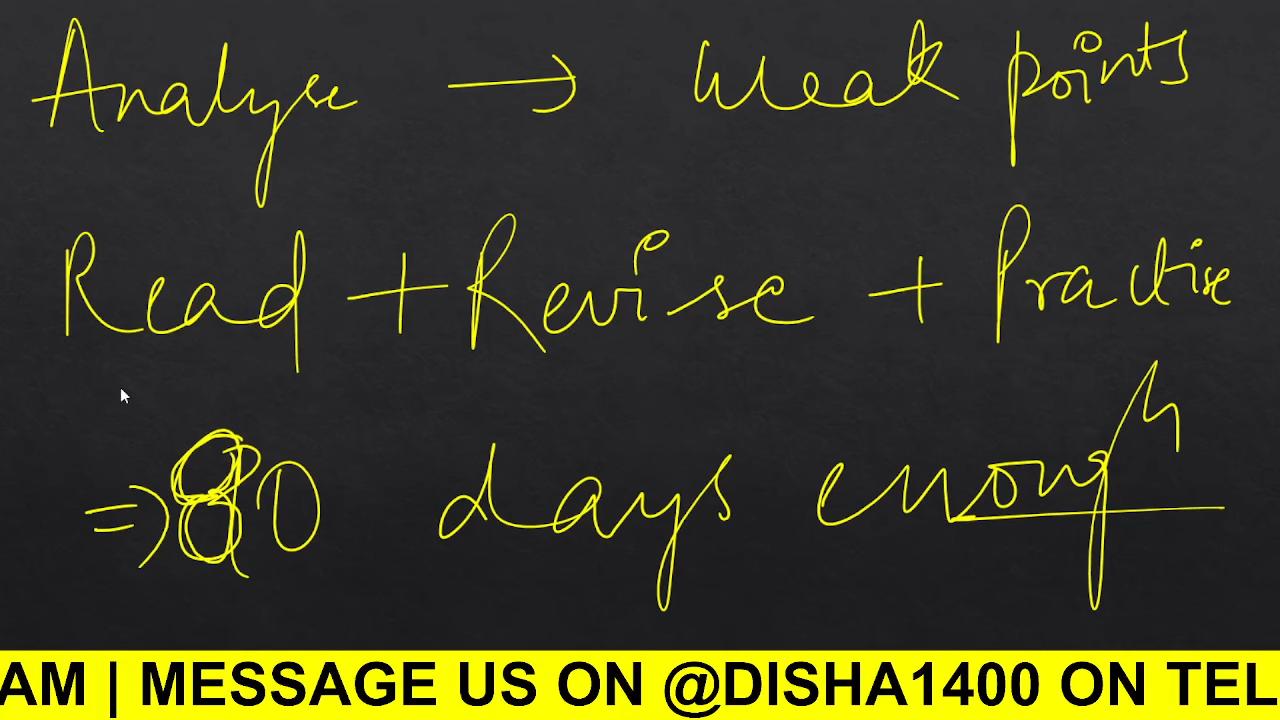 Analyse → Weak points
Read + Revise + Practise
⇒ 80 days enough
AM | MESSAGE US ON @DISHA1400 ON TEL